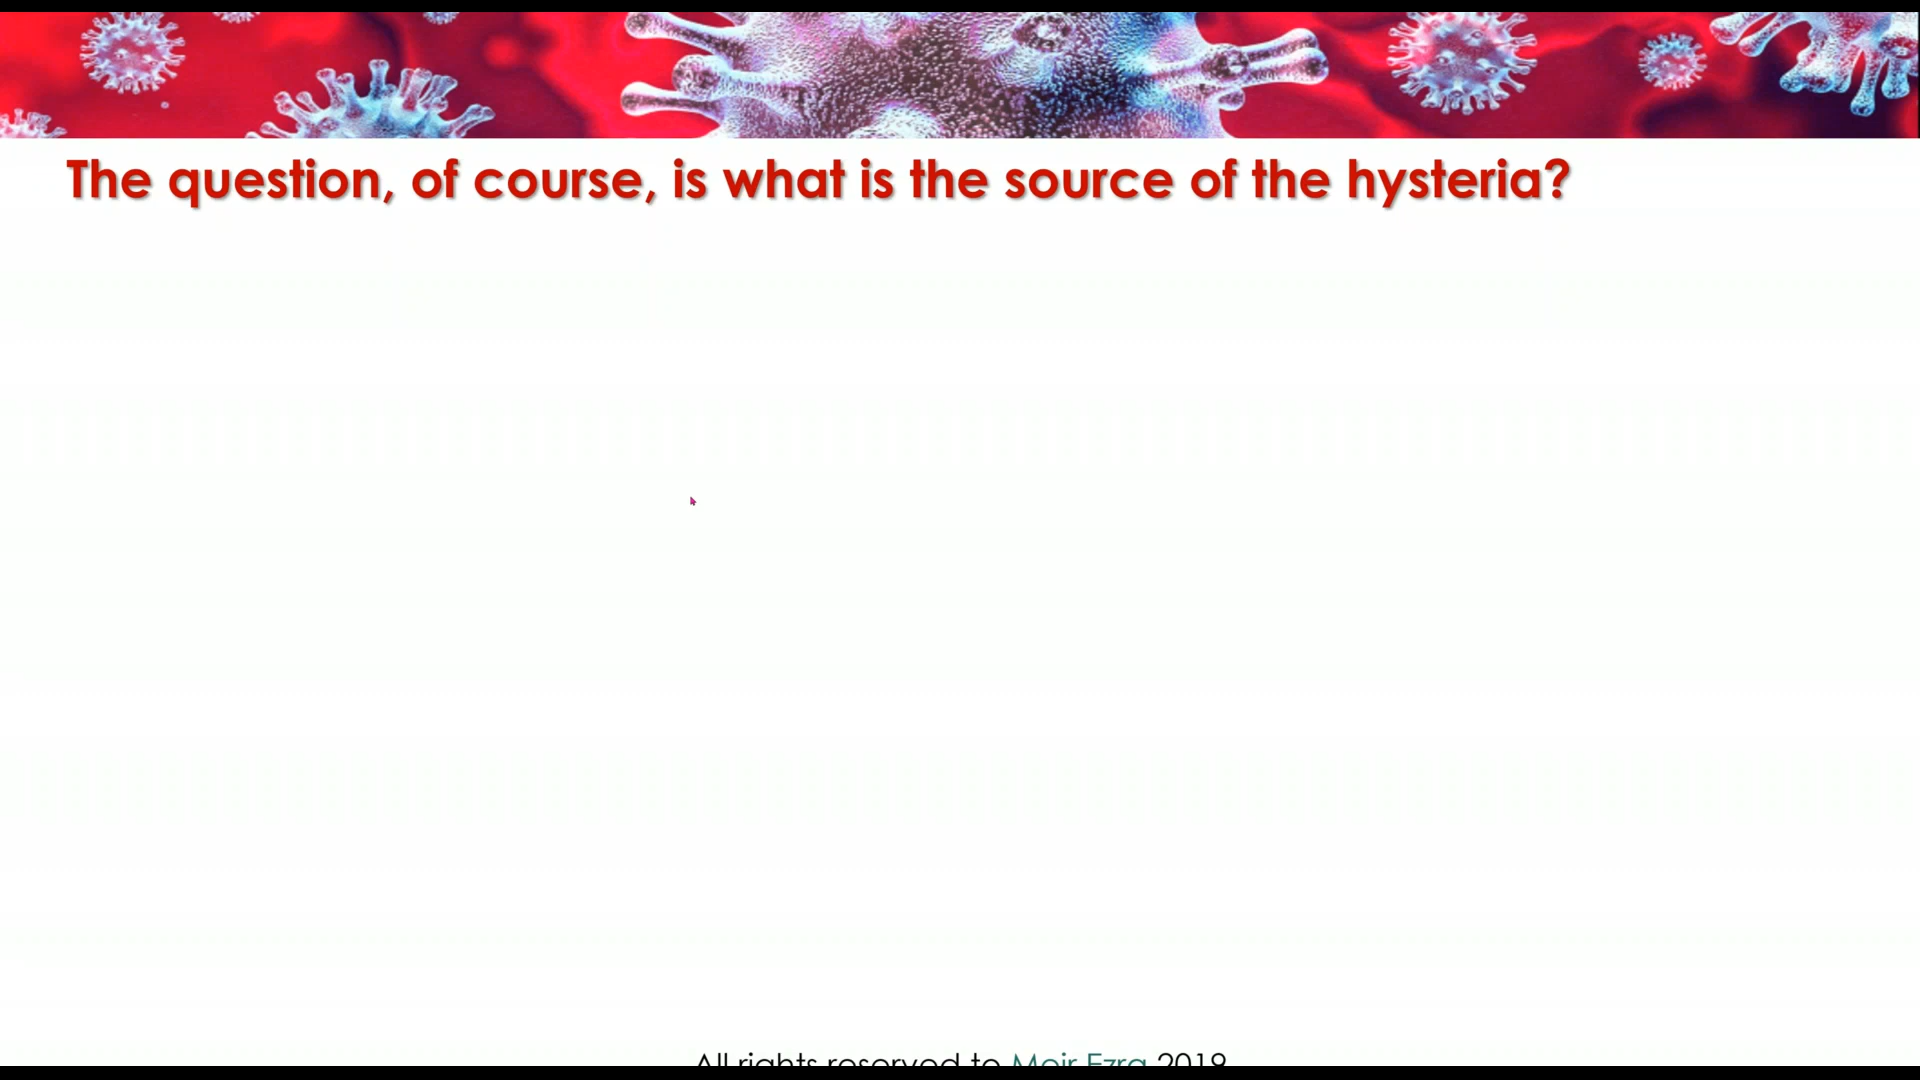 The question, of course, is what is the source of the hysteria?
All rights reserved to Meir Ezra 2019